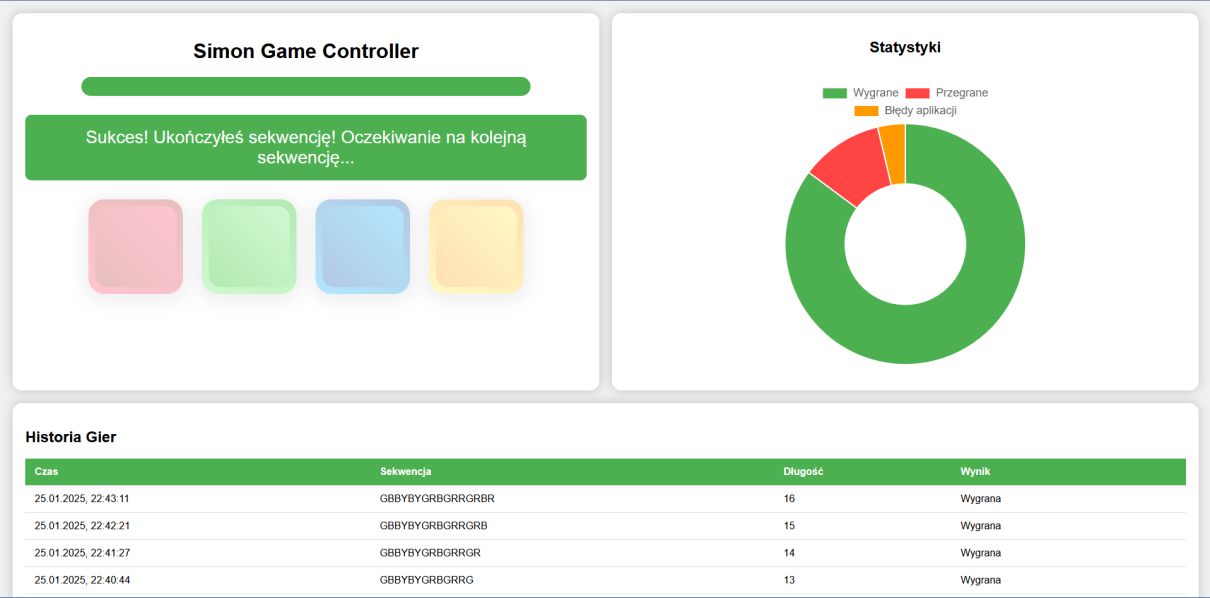 Simon Game Controller
Sukces! Ukończyłeś sekwencję! Oczekiwanie na kolejną
sekwencję...
Statystyki
Wygrane Przegrane
Błędy aplikacji
Historia Gier
Czas Sekwencja Długość Wynik
25.01.2025, 22:43:11 GBBYBYGRBGRRGRBR 16 Wygrana
25.01.2025, 22:42:21 GBBYBYGRBGRRGRB 15 Wygrana
25.01.2025, 22:41:27 GBBYBYGRBGRRGR 14 Wygrana
25.01.2025, 22:40:44 GBBYBYGRBGRRG 13 Wygrana